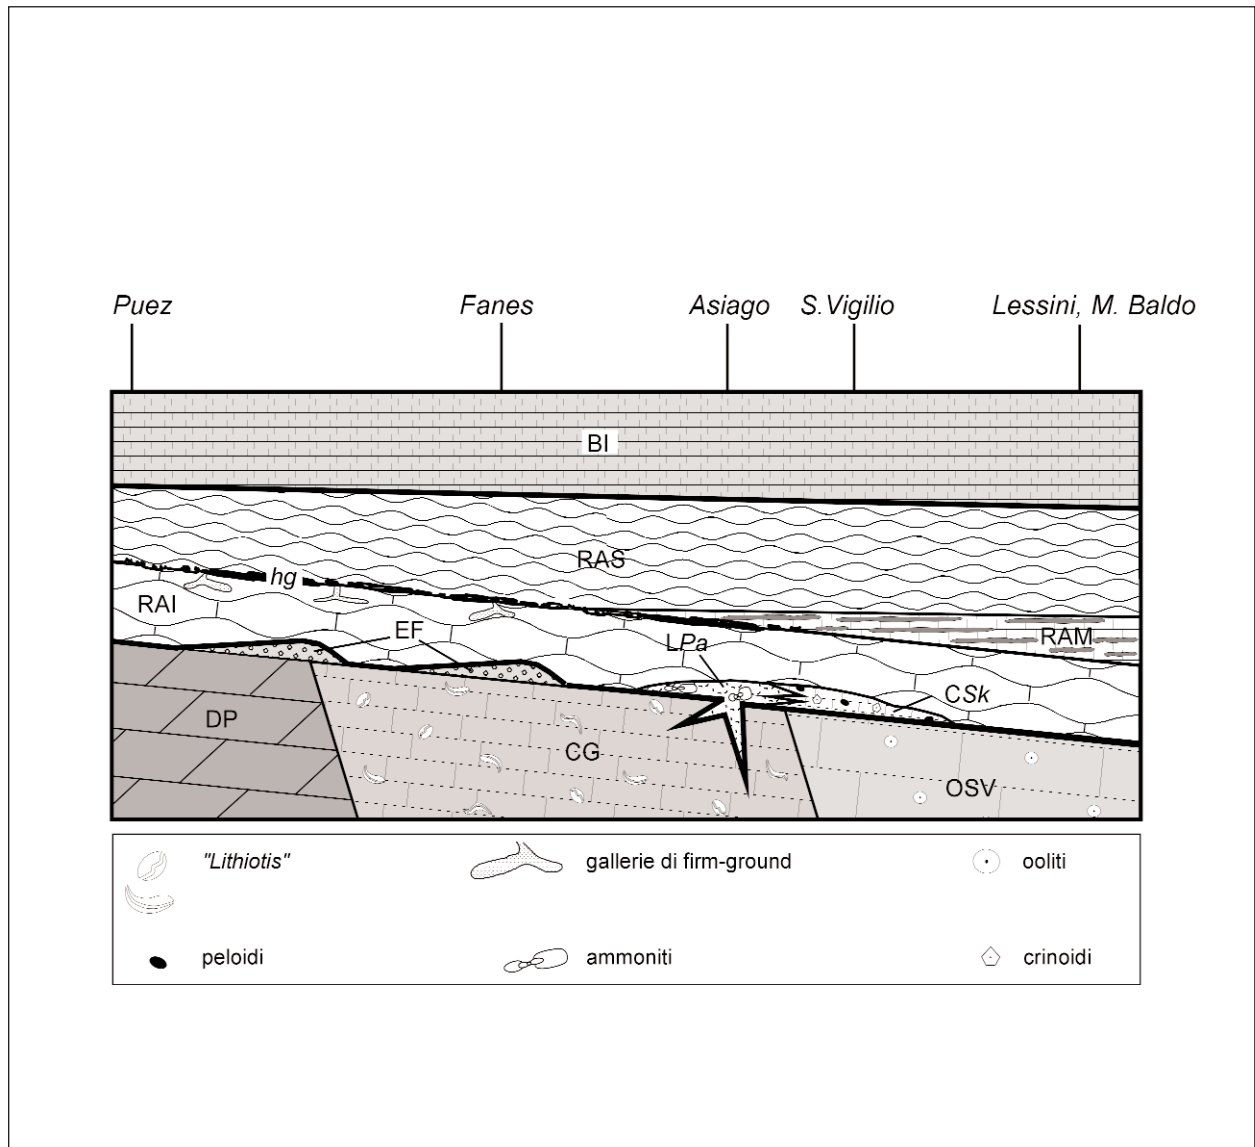 Puez Fanes Asiago S.Vigilio Lessini, M. Baldo
BI
RAS
hg
RAI
EF
RAM
LPa
CSk
DP
CG
OSV
"Lithiotis" gallerie di firm-ground ooliti
peloidi ammoniti crinoidi